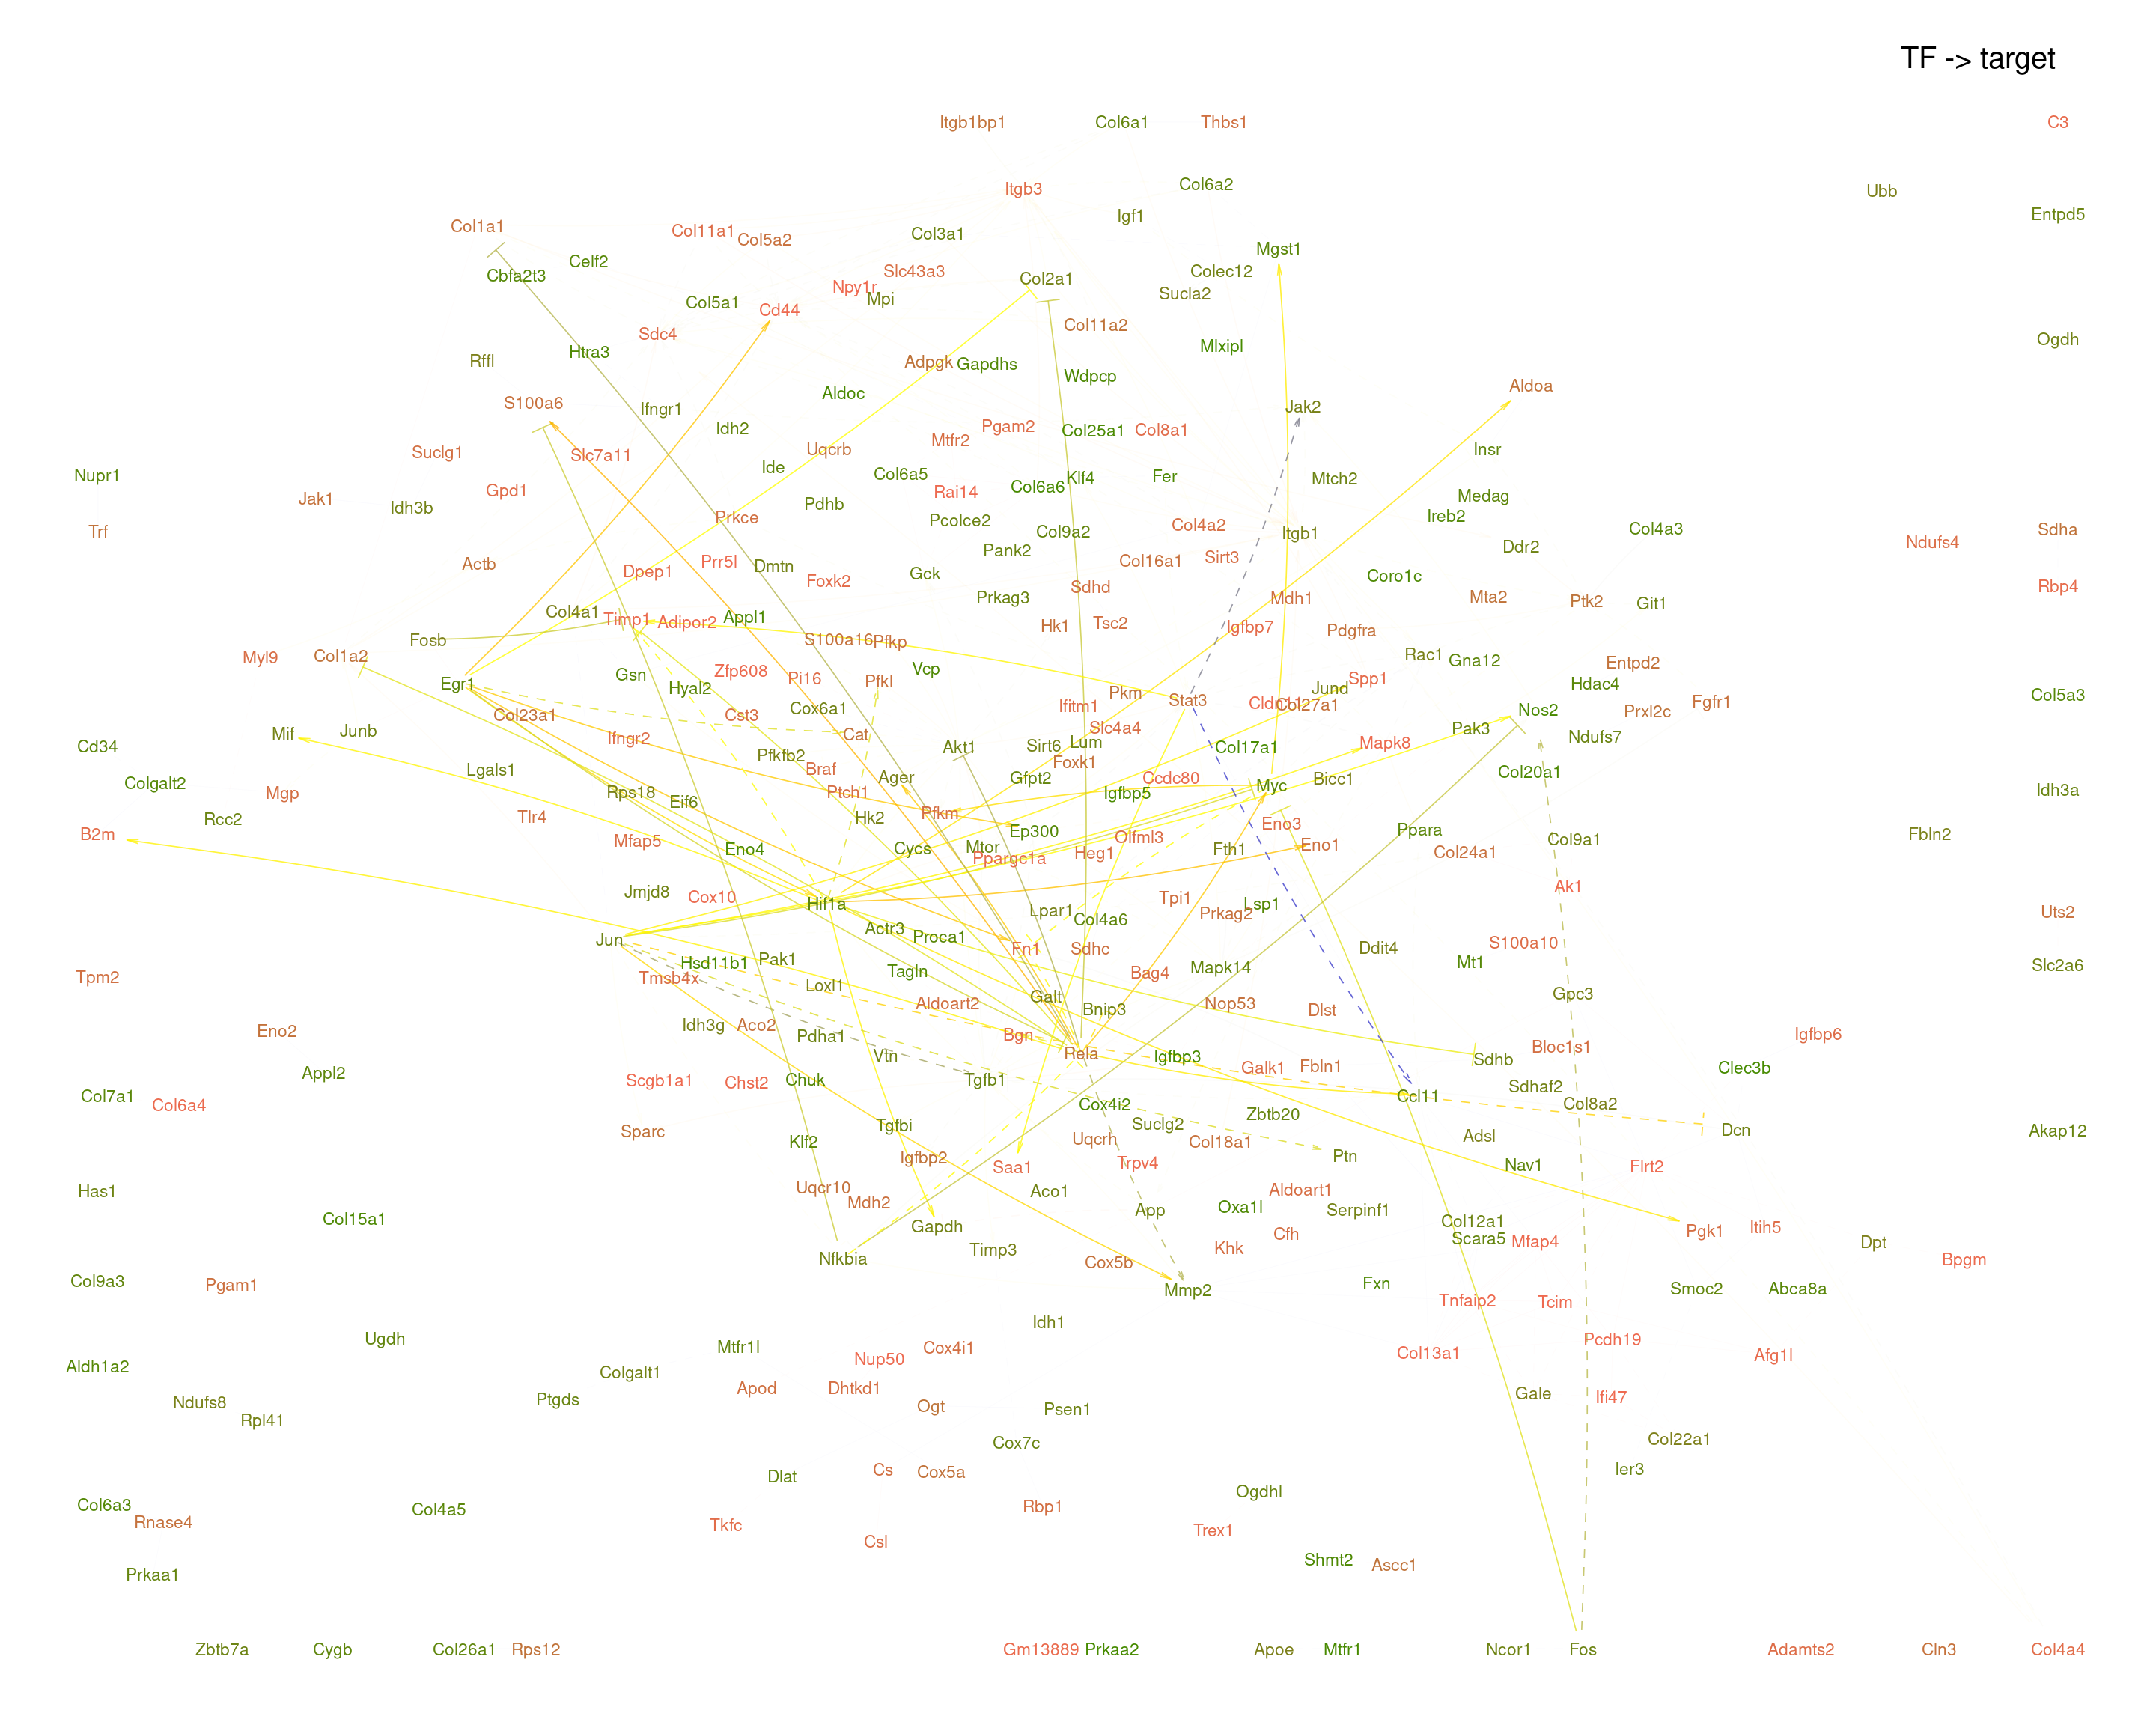 TF -> target
Itgb1bp1 Col6a1 Thbs1 C3
Itgb3 Col6a2 Ubb
Col1a1 Igf1 Entpd5
Col11a1 Col5a2 Col3a1 Mgst1
Cbfa2t3 Celf2 Slc43a3 Col2a1 Colec12
Npy1r Mpi Sucla2
Col5a1 Cd44 Col11a2
Sdc4 Mlxipl Ogdh
Rffl Htra3 Adpgk Gapdhs Wdpcp
Aldoc Aldoa
S100a6 Ifngr1 Jak2
Idh2 Mtfr2 Pgam2 Col25a1 Col8a1
Suclg1 Slc7a11 Uqcrb Insr
Nupr1 Ide Col6a5 Klf4 Fer Mtch2
Jak1 Gpd1 Rai14 Col6a6 Medag
Idh3b Pdhb
Trf Prkce Pcolce2 Col9a2 Col4a2 Itgb1 Ireb2 Col4a3 Sdha
Pank2 Ddr2 Ndufs4
Actb Dpep1 Prr5l Dmtn Foxk2 Gck Col16a1 Sirt3 Coro1c
Prkag3 Sdhd Mdh1 Mta2 Ptk2 Git1 Rbp4
Col4a1 Timp1 Adipor2 Appl1 Hk1 Tsc2 Igfbp7 Pdgfra
Fosb S100a16 Pfkp
Myl9 Col1a2 Rac1 Gna12 Entpd2
Egr1 Gsn Hyal2 Zfp608 Pi16 Pfkl Vcp Jund Spp1 Hdac4
Pkm Stat3 Col27a1 Col5a3
Col23a1 Cst3 Cox6a1 Ifitm1 Nos2 Prxl2c Fgfr1
Mif Junb Ifngr2 Cat Slc4a4 Pak3 Ndufs7
Cd34 Pfkfb2 Akt1 Sirt6 Lum Col17a1 Mapk8
Colgalt2 Lgals1 Braf Ager Gfpt2 Foxk1 Ccdc80 Myc Bicc1 Col20a1
Mgp Rps18 Eif6 Ptch1 Igfbp5 Idh3a
Rcc2 Tlr4 Hk2 Pfkm Eno3
B2m Mfap5 Eno4 Cycs Ep300 Olfml3 Ppara Col9a1 Fbln2
Mtor Ppargc1a Heg1 Fth1 Eno1 Col24a1
Jmjd8 Cox10 Hif1a Tpi1 Ak1
Lpar1 Col4a6 Prkag2 Lsp1 Uts2
Jun Actr3 Proca1 Fn1 Sdhc Ddit4 S100a10
Tpm2 Hsd11b1 Pak1 Tagln Bag4 Mapk14 Mt1 Slc2a6
Tmsb4x Loxl1 Aldoart2 Galt Bnip3 Nop53 Dlst Gpc3
Eno2 Idh3g Aco2 Pdha1 Bgn Igfbp6
Vtn Rela Igfbp3 Galk1 Fbln1 Sdhb Bloc1s1
Appl2 Scgb1a1 Chst2 Chuk Tgfb1 Sdhaf2 Clec3b
Col7a1 Col6a4 Cox4i2 Ccl11 Col8a2
Sparc Klf2 Tgfbi Uqcrh Suclg2 Col18a1 Zbtb20 Adsl Dcn Akap12
Igfbp2 Saa1 Trpv4 Ptn Nav1 Flrt2
Has1 Uqcr10 Mdh2 Aco1 Aldoart1
Col15a1 Gapdh App Oxa1l Serpinf1 Col12a1 Pgk1 Itih5
Nfkbia Timp3 Khk Cfh Scara5 Mfap4 Dpt
Col9a3 Pgam1 Cox5b Mmp2 Fxn Smoc2 Abca8a Bpgm
Idh1 Tnfaip2 Tcim
Ugdh Mtfr1l Cox4i1 Pcdh19
Aldh1a2 Colgalt1 Nup50 Col13a1 Afg1l
Ndufs8 Ptgds Apod Dhtkd1 Gale Ifi47
Rpl41 Ogt Psen1
Cox7c Col22a1
Dlat Cs Cox5a Ier3
Col6a3 Col4a5 Rbp1 Ogdhl
Rnase4 Tkfc Csl Trex1
Prkaa1 Shmt2 Ascc1
Zbtb7a Cygb Col26a1 Rps12 Gm13889 Prkaa2 Apoe Mtfr1 Ncor1 Fos Adamts2 Cln3 Col4a4